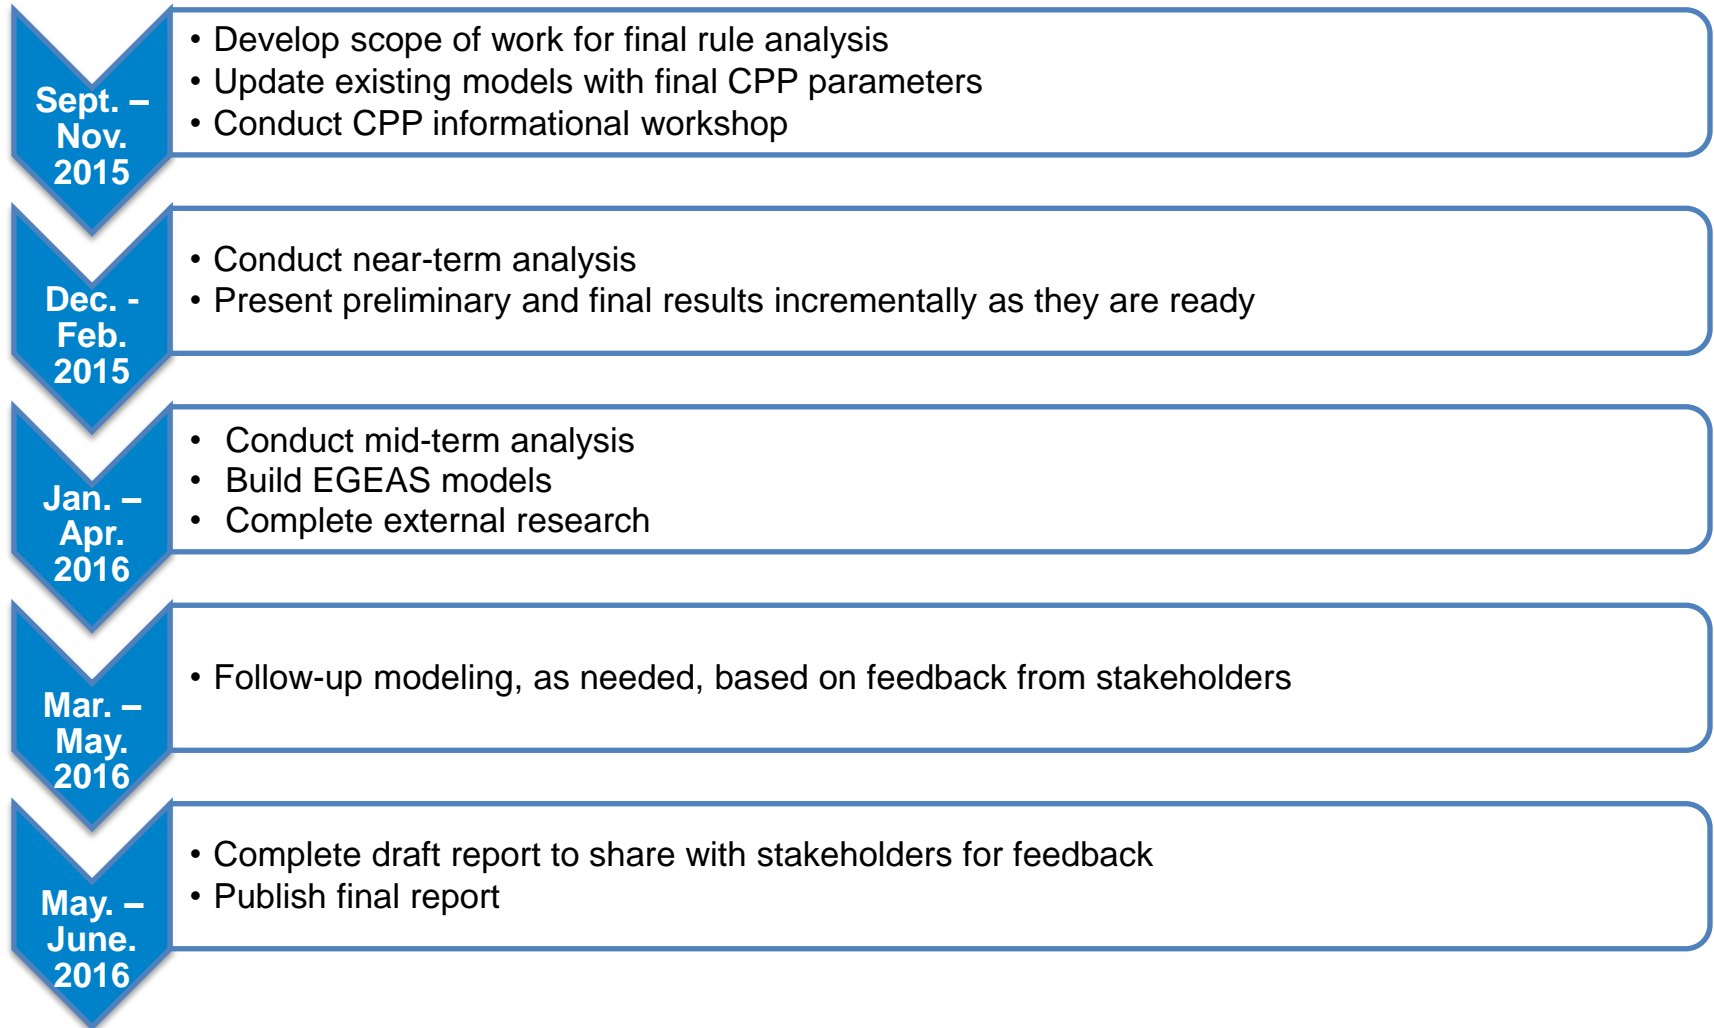 Sept. –
Nov.
2015
• Develop scope of work for final rule analysis
• Update existing models with final CPP parameters
• Conduct CPP informational workshop
Dec. -
Feb.
2015
• Conduct near-term analysis
• Present preliminary and final results incrementally as they are ready
Jan. –
Apr.
2016
• Conduct mid-term analysis
• Build EGEAS models
• Complete external research
Mar. –
May.
2016
• Follow-up modeling, as needed, based on feedback from stakeholders
May. –
June.
2016
• Complete draft report to share with stakeholders for feedback
• Publish final report